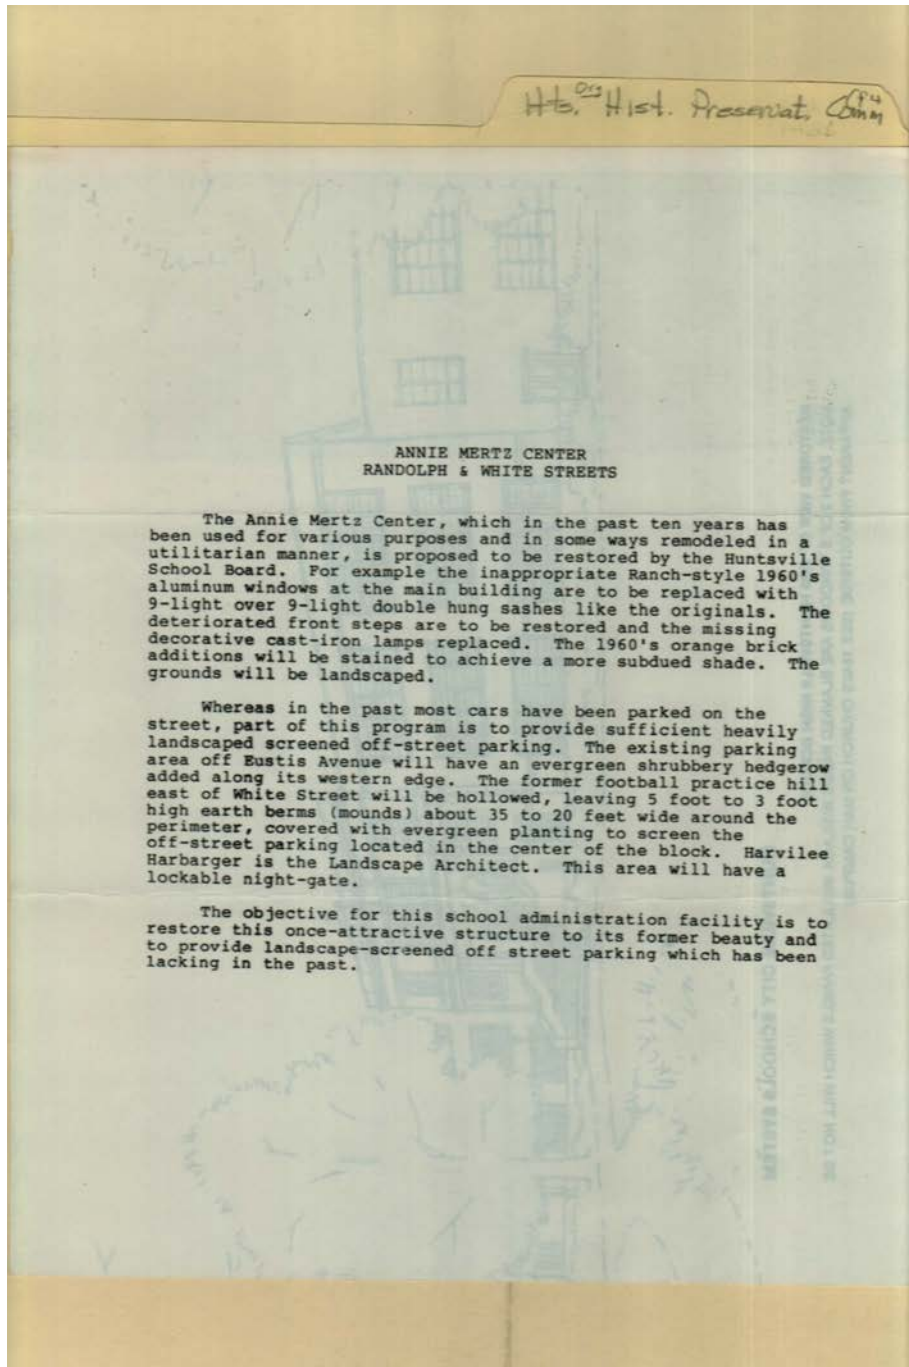 Hts. Org Hist. Preservat. Comm
ANNIE MERTZ CENTER
RANDOLPH & WHITE STREETS
The Annie Mertz Center, which in the past ten years has
been used for various purposes and in some ways remodeled in a
utilitarian manner, is proposed to be restored by the Huntsville
School Board. For example the inappropriate Ranch-style 1960's
aluminum windows at the main building are to be replaced with
9-light over 9-light double hung sashes like the originals. The
deteriorated front steps are to be restored and the missing
decorative cast-iron lamps replaced. The 1960's orange brick
additions will be stained to achieve a more subdued shade. The
grounds will be landscaped.
Whereas in the past most cars have been parked on the
street, part of this program is to provide sufficient heavily
landscaped screened off-street parking. The existing parking
area off Eustis Avenue will have an evergreen shrubbery hedgerow
added along its western edge. The former football practice hill
east of White Street will be hollowed, leaving 5 foot to 3 foot
high earth berms (mounds) about 35 to 20 feet wide around the
perimeter, covered with evergreen planting to screen the
off-street parking located in the center of the block. Harvilee
Harbarger is the Landscape Architect. This area will have a
lockable night-gate.
The objective for this school administration facility is to
restore this once-attractive structure to its former beauty and
to provide landscape-screened off street parking which has been
lacking in the past.